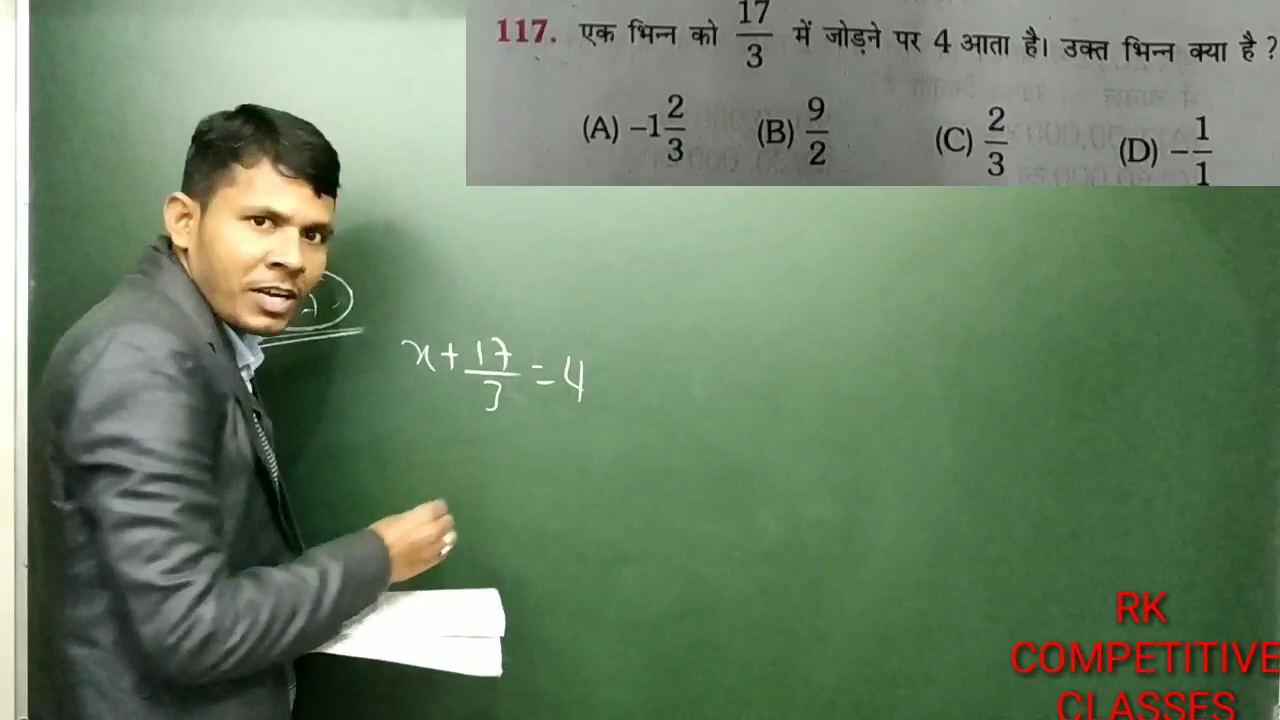 117. एक भिन्न को 17/3 में जोड़ने पर 4 आता है। उक्त भिन्न क्या है ?
(A) –1 2/3 (B) 9/2 (C) 2/3 (D) – 1/1
x + 17/3 = 4
RK
COMPETITIVE
CLASSES